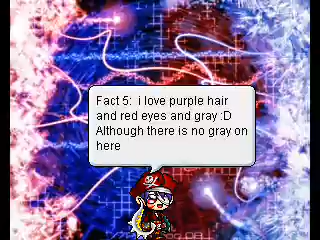 Fact 5:  i love purple hair
and red eyes and gray :D
Although there is no gray on
here